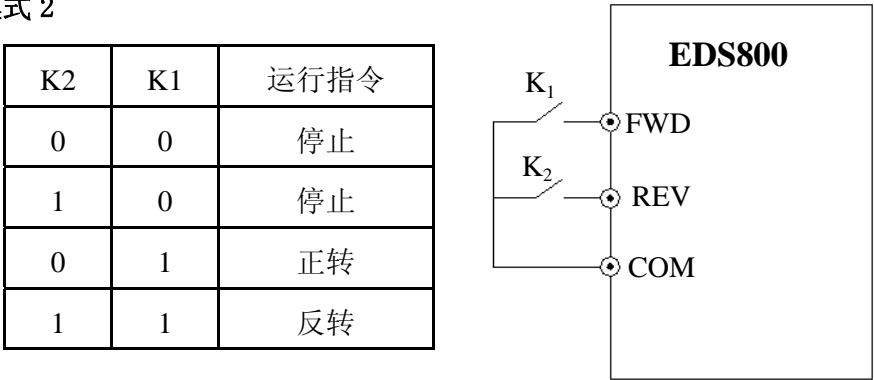 式 2
K2 K1 运行指令
0 0 停止
1 0 停止
0 1 正转
1 1 反转
EDS800
K1
FWD
K2
REV
COM